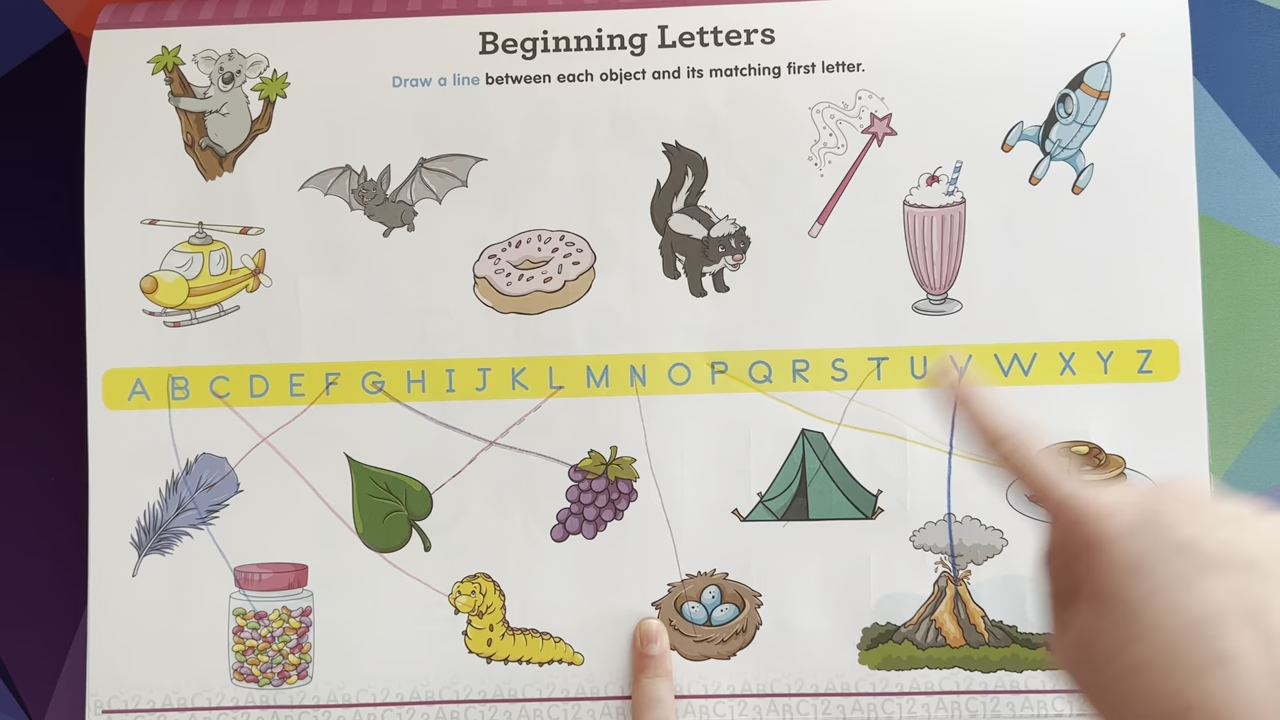 Beginning Letters
Draw a line between each object and its matching first letter.
A B C D E F G H I J K L M N O P Q R S T U V W X Y Z